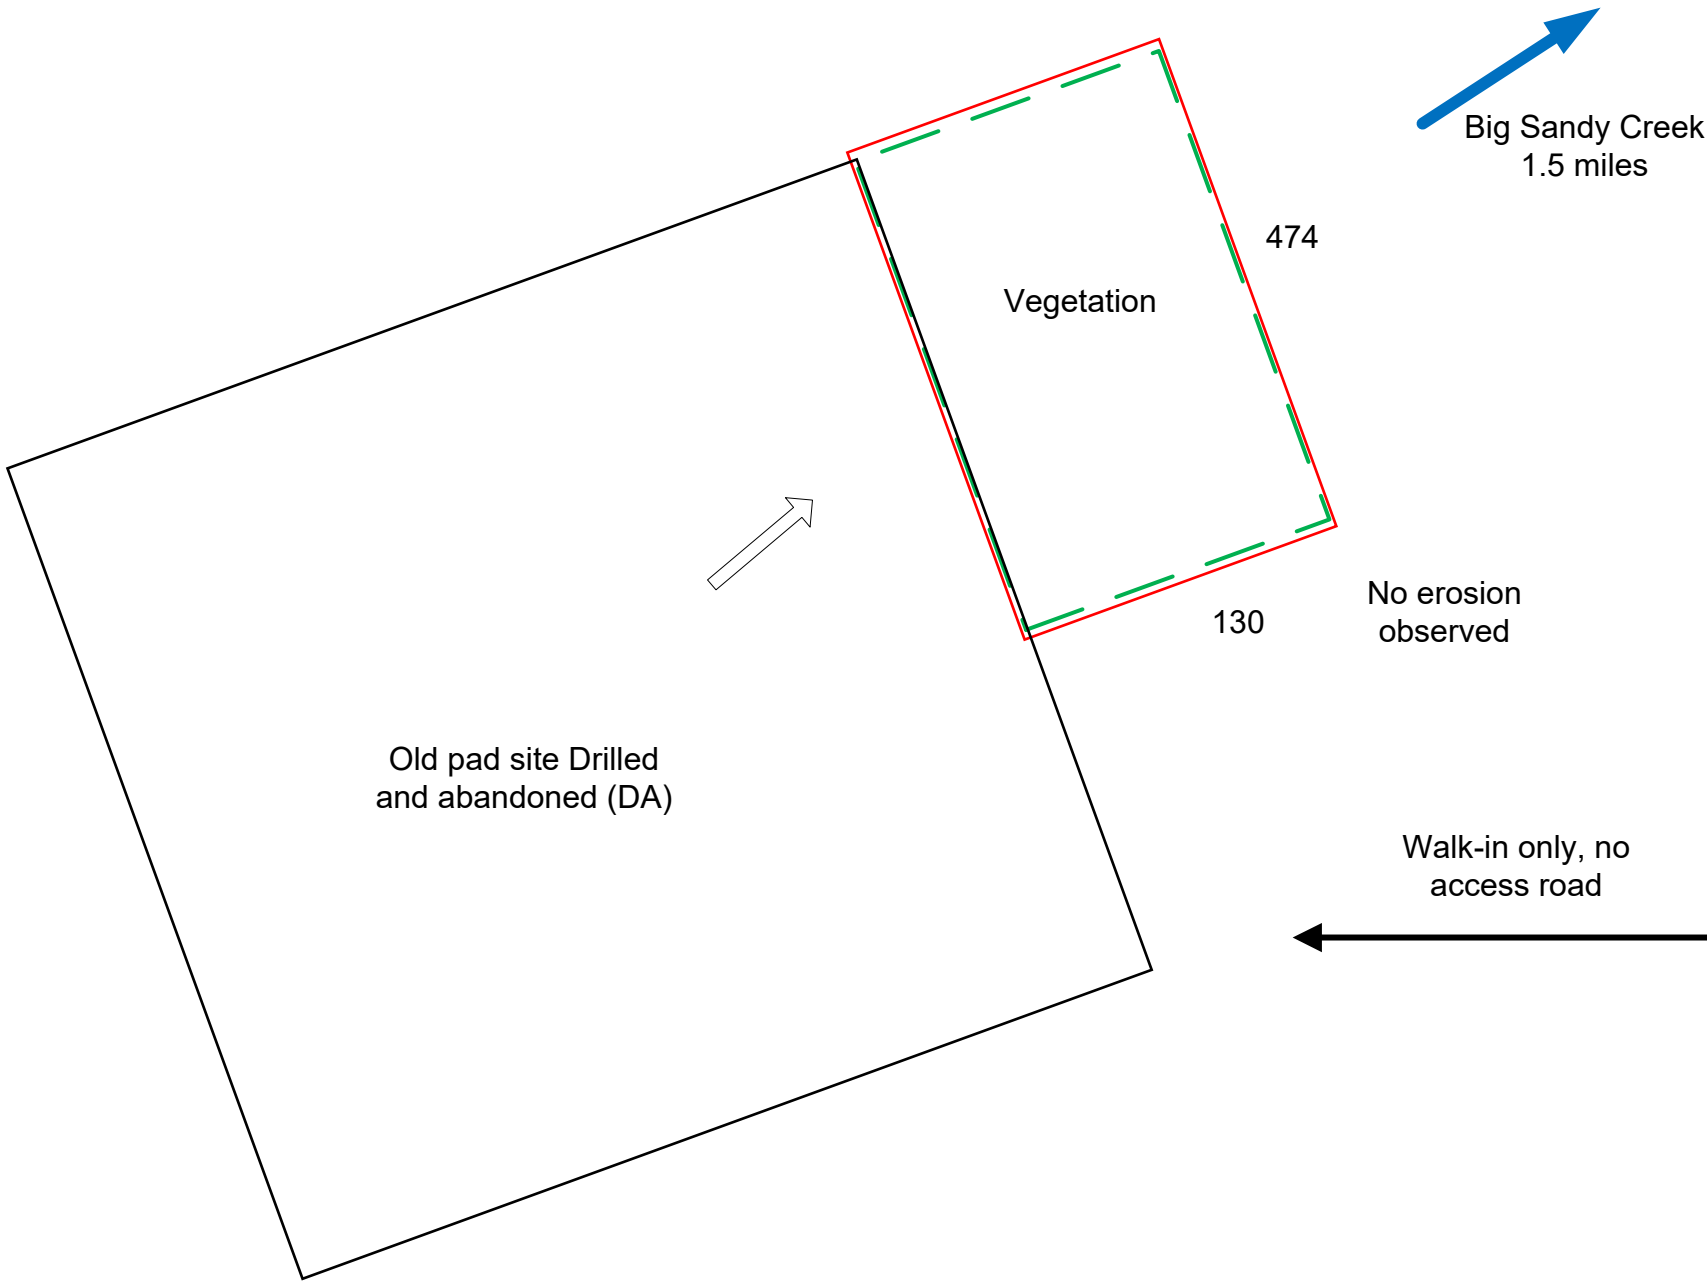 Big Sandy Creek
1.5 miles
474
Vegetation
No erosion
observed
130
Old pad site Drilled
and abandoned (DA)
Walk-in only, no
access road